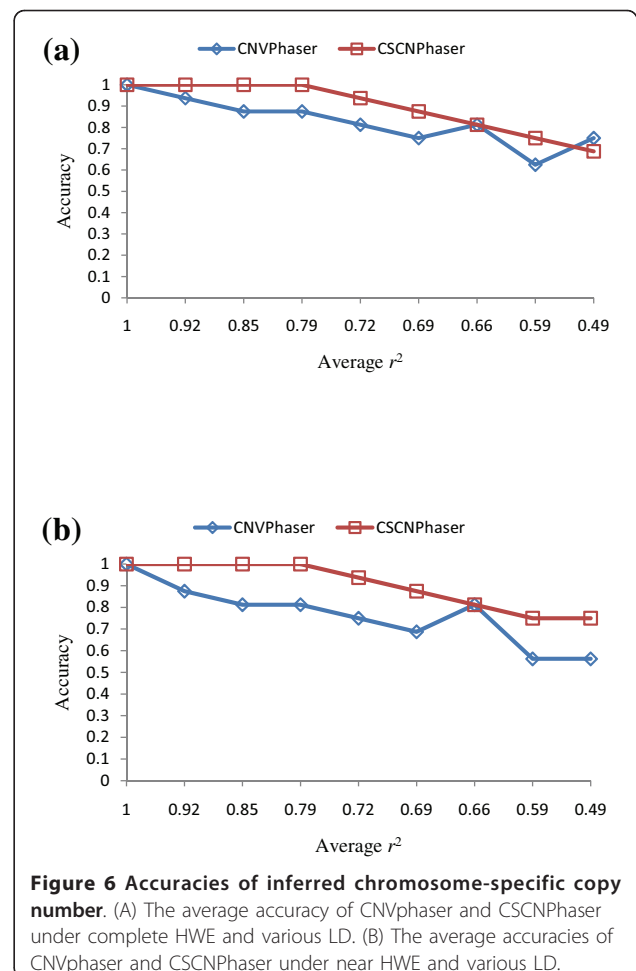 (a)
CNVPhaser CSCNPhaser
1
0.9
0.8
0.7
0.6
0.5
0.4
0.3
0.2
0.1
0
Accuracy
1 0.92 0.85 0.79 0.72 0.69 0.66 0.59 0.49
Average r²
(b)
CNVPhaser CSCNPhaser
1
0.9
0.8
0.7
0.6
0.5
0.4
0.3
0.2
0.1
0
Accuracy
1 0.92 0.85 0.79 0.72 0.69 0.66 0.59 0.49
Average r²
Figure 6 Accuracies of inferred chromosome-specific copy
number. (A) The average accuracy of CNVphaser and CSCNPhaser
under complete HWE and various LD. (B) The average accuracies of
CNVphaser and CSCNPhaser under near HWE and various LD.